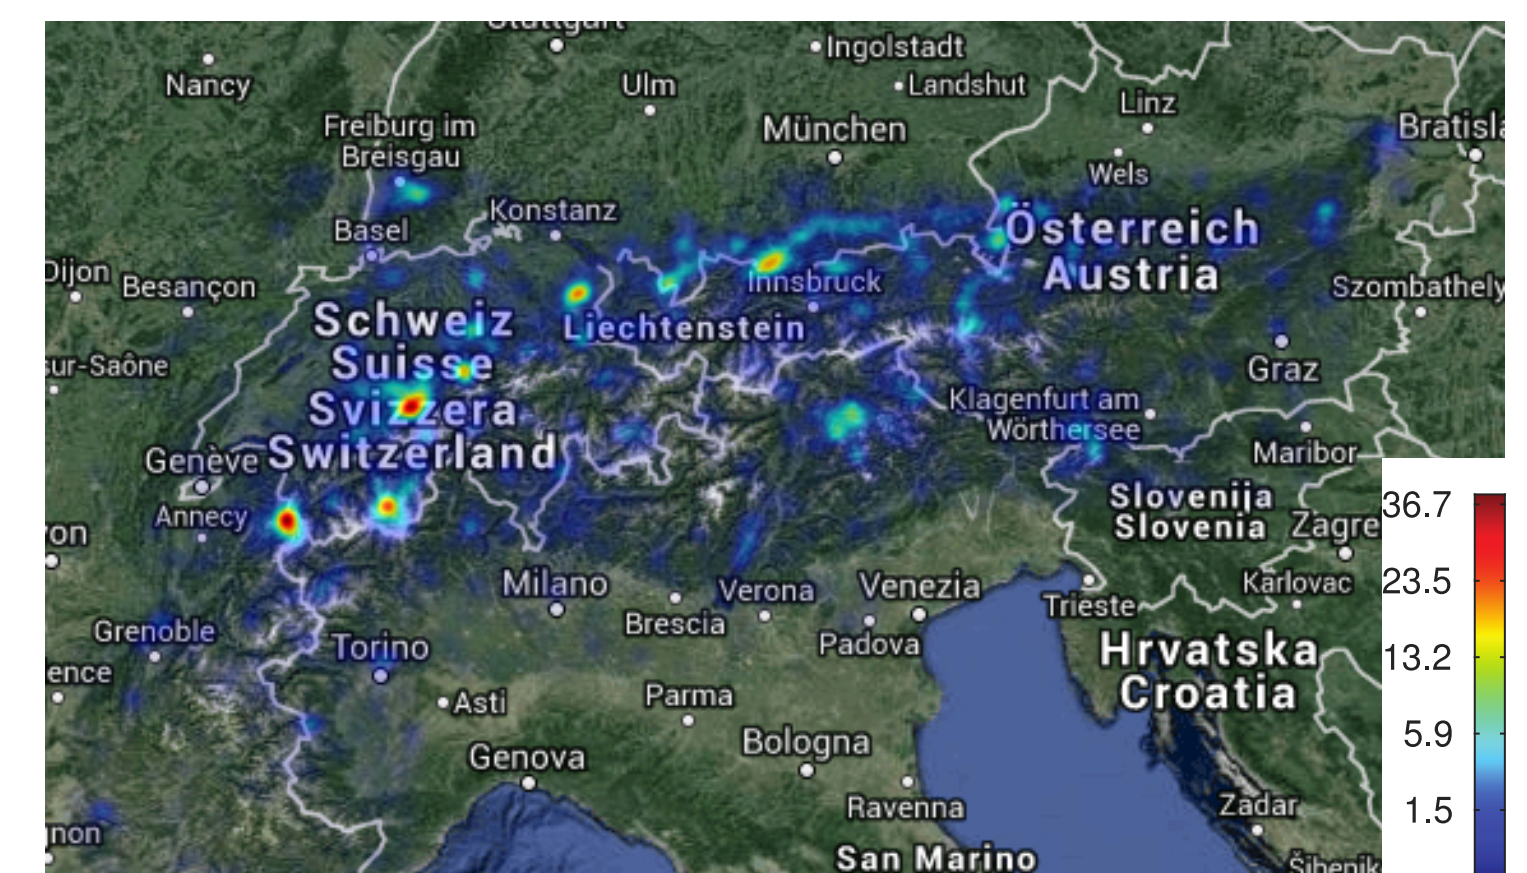 Stuttgart
Ingolstadt
Nancy
Ulm
Landshut
Linz
Freiburg im
Breisgau
München
Bratisla
Wels
Konstanz
Basel
Österreich
Austria
Dijon
Besançon
Innsbruck
Szombathely
Schweiz
Suisse
Svizzera
Switzerland
Liechtenstein
sur-Saône
Graz
Klagenfurt am
Wörthersee
Genève
Maribor
Annecy
Slovenija
Slovenia
Zagre
von
Milano
Verona
Venezia
Karlovac
Trieste
Brescia
Padova
Grenoble
Torino
Hrvatska
Croatia
ence
Asti
Parma
Bologna
Genova
Ravenna
Zadar
gnon
San Marino
Šibenik
36.7
23.5
13.2
5.9
1.5